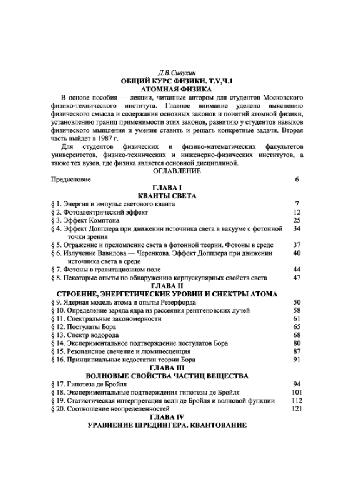 Д.В.Сивухин
ОБЩИЙ КУРС ФИЗИКИ. Т.V,Ч.1
АТОМНАЯ ФИЗИКА
В основе пособия — лекции, читанные автором для студентов Московского
физико-технического института. Главное внимание уделено выяснению
физического смысла и содержания основных законов и понятий атомной физики,
установлению границ применимости этих законов, развитию у студентов навыков
физического мышления и умения ставить и решать конкретные задачи. Вторая
часть выйдет в 1987 г.
Для студентов физических и физико-математических факультетов
университетов, физико-технических и инженерно-физических институтов, а
также тех вузов, где физика является основной дисциплиной.
ОГЛАВЛЕНИЕ
Предисловие 6
ГЛАВА I
КВАНТЫ СВЕТА
§ 1. Энергия и импульс светового кванта 7
§ 2. Фотоэлектрический эффект 12
§ 3. Эффект Комптона 25
§ 4. Эффект Допплера при движении источника света в вакууме с фотонной 34
точки зрения
§ 5. Отражение и преломление света в фотонной теории. Фотоны в среде 37
§ 6. Излучение Вавилова — Черенкова. Эффект Допплера при движении 40
источника света в среде
§ 7. Фотоны в гравитационном поле 44
§ 8. Некоторые опыты по обнаружению корпускулярных свойств света 47
ГЛАВА II
СТРОЕНИЕ, ЭНЕРГЕТИЧЕСКИЕ УРОВНИ И СПЕКТРЫ АТОМА
§ 9. Ядерная модель атома и опыты Резерфорда 50
§ 10. Определение заряда ядра из рассеяния рентгеновских лучей 58
§ 11. Спектральные закономерности 61
§ 12. Постулаты Бора 65
§ 13. Спектр водорода 68
§ 14. Экспериментальное подтверждение постулатов Бора 80
§ 15. Резонансное свечение и люминесценция 87
§ 16. Принципиальные недостатки теории Бора 91
ГЛАВА III
ВОЛНОВЫЕ СВОЙСТВА ЧАСТИЦ ВЕЩЕСТВА
§ 17. Гипотеза де Бройля 94
§ 18. Экспериментальные подтверждения гипотезы де Бройля 101
§ 19. Статистическая интерпретация волн де Бройля и волновой функции 112
§ 20. Соотношение неопределенностей 121
ГЛАВА IV
УРАВНЕНИЕ ШРЕДИНГЕРА. КВАНТОВАНИЕ